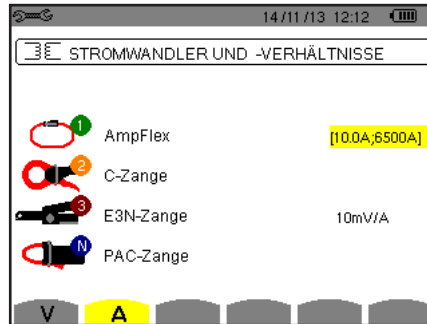 14/11/13 12:12
STROMWANDLER UND -VERHÄLTNISSE
1 AmpFlex [10.0A;6500A]
2 C-Zange
3 E3N-Zange 10mV/A
N PAC-Zange
V A